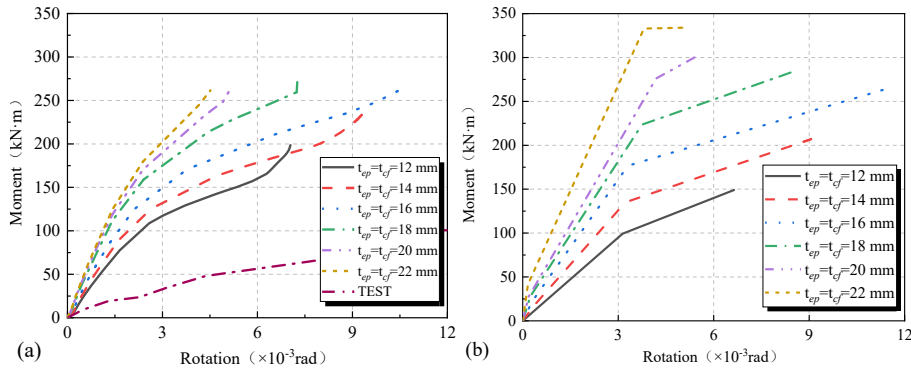 350
300
250
200
150
100
50
0
Moment（kN·m）
t_ep=t_cf=12 mm
t_ep=t_cf=14 mm
t_ep=t_cf=16 mm
t_ep=t_cf=18 mm
t_ep=t_cf=20 mm
t_ep=t_cf=22 mm
TEST
0 3 6 9 12
(a)
Rotation（×10⁻³rad）
350
300
250
200
150
100
50
0
Moment（kN·m）
t_ep=t_cf=12 mm
t_ep=t_cf=14 mm
t_ep=t_cf=16 mm
t_ep=t_cf=18 mm
t_ep=t_cf=20 mm
t_ep=t_cf=22 mm
0 3 6 9 12
(b)
Rotation（×10⁻³rad）